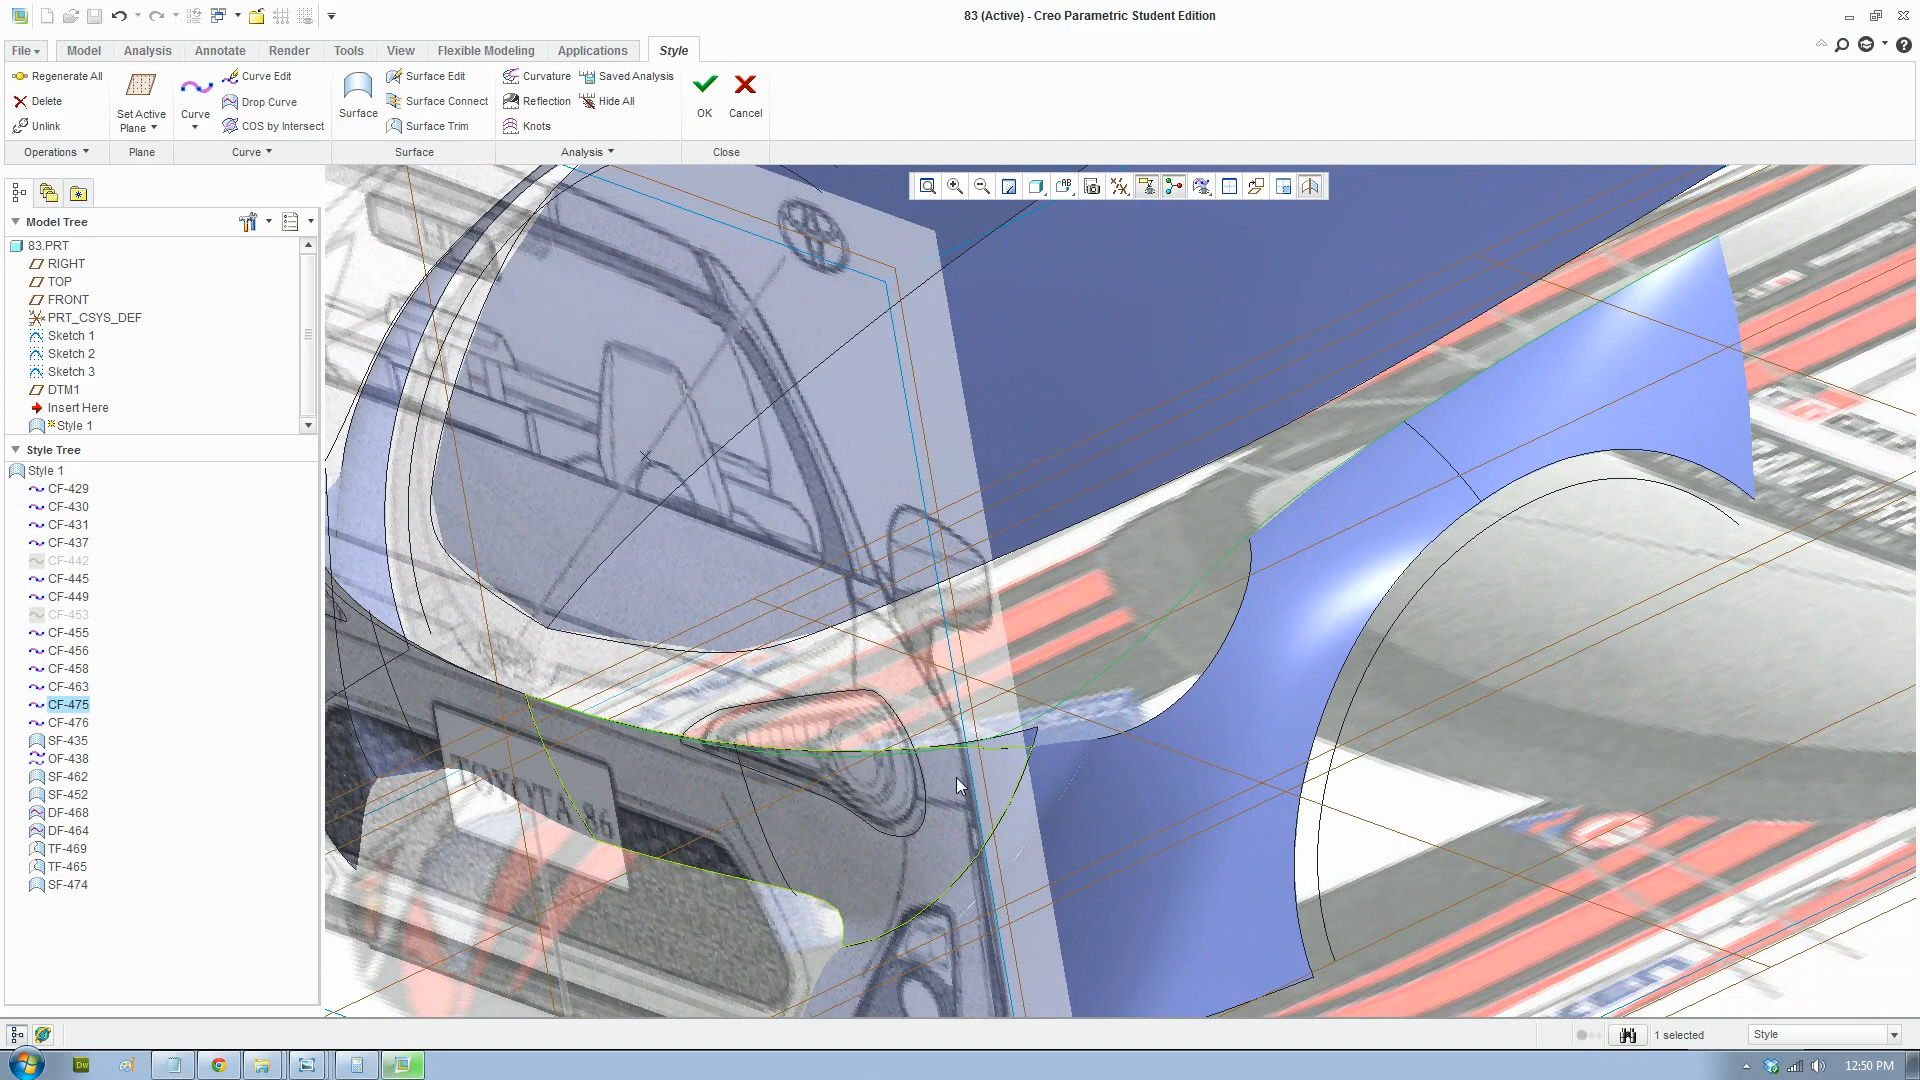 83 (Active) - Creo Parametric Student Edition
File Model Analysis Annotate Render Tools View Flexible Modeling Applications Style
Regenerate All
Delete
Unlink
Set Active
Plane
Curve
Curve Edit
Drop Curve
COS by Intersect
Surface
Surface Edit
Surface Connect
Surface Trim
Curvature
Reflection
Knots
Saved Analysis
Hide All
OK
Cancel
Operations Plane Curve Surface Analysis Close
Model Tree
83.PRT
RIGHT
TOP
FRONT
PRT_CSYS_DEF
Sketch 1
Sketch 2
Sketch 3
DTM1
Insert Here
Style 1
Style Tree
Style 1
CF-429
CF-430
CF-431
CF-437
CF-442
CF-445
CF-449
CF-453
CF-455
CF-456
CF-458
CF-463
CF-475
CF-476
SF-435
OF-438
SF-462
SF-452
DF-468
DF-464
TF-469
TF-465
SF-474
TOYOTA 86
1 selected
Style
Dw
12:50 PM